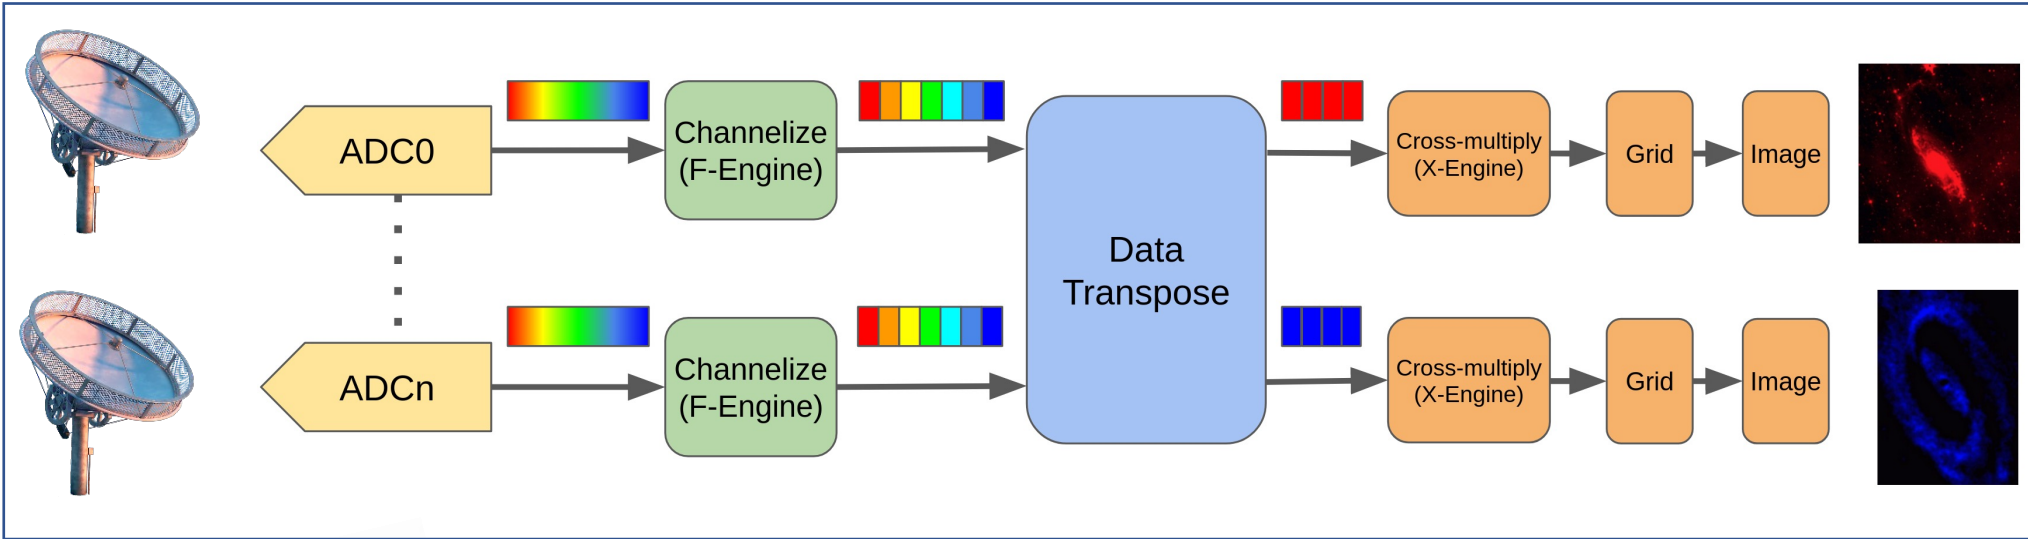 ADC0
Channelize
(F-Engine)
Data
Transpose
Cross-multiply
(X-Engine)
Grid
Image
ADCn
Channelize
(F-Engine)
Cross-multiply
(X-Engine)
Grid
Image